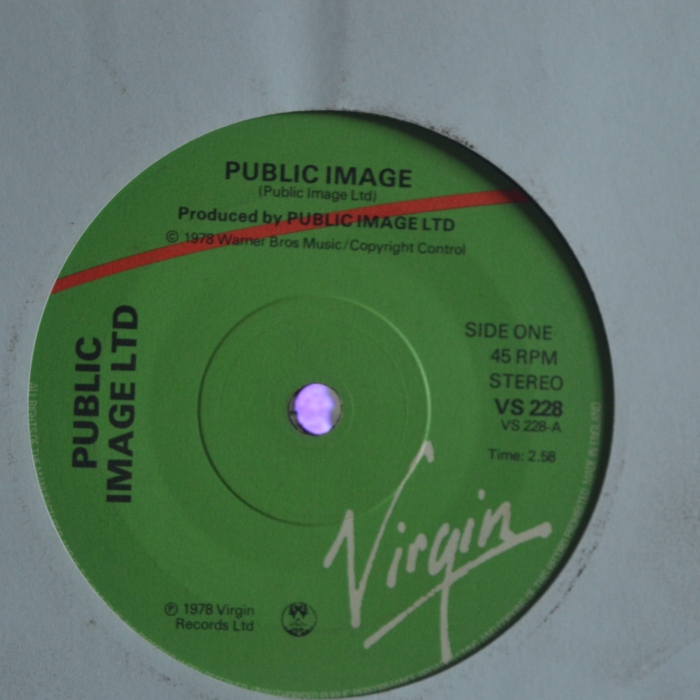 PUBLIC IMAGE
(Public Image Ltd)
Produced by PUBLIC IMAGE LTD
© 1978 Warner Bros Music/Copyright Control
PUBLIC
IMAGE LTD
SIDE ONE
45 RPM
STEREO
VS 228
VS 228-A
Time: 2.58
Virgin
℗ 1978 Virgin
Records Ltd